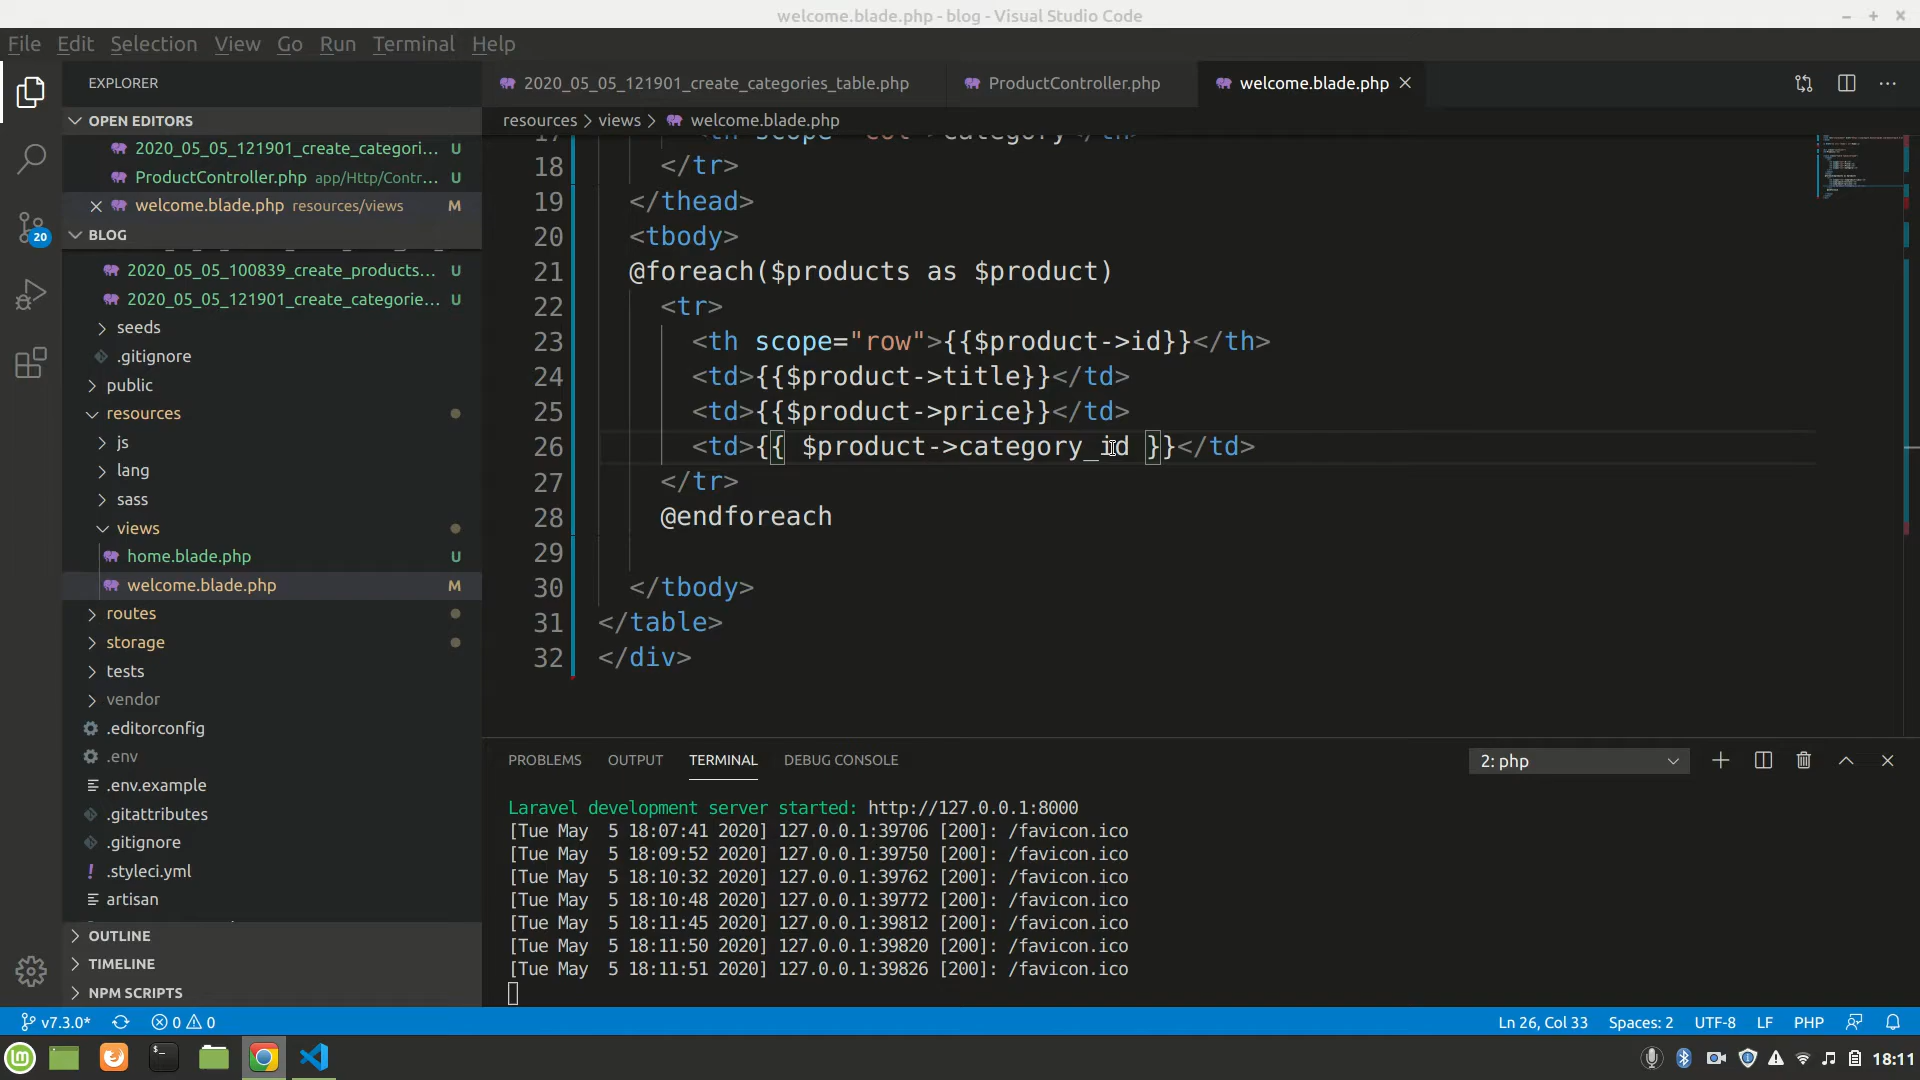 welcome.blade.php - blog - Visual Studio Code
File Edit Selection View Go Run Terminal Help
EXPLORER
OPEN EDITORS
2020_05_05_121901_create_categori... U
ProductController.php app/Http/Contr... U
welcome.blade.php resources/views M
BLOG
2020_05_05_100839_create_products... U
2020_05_05_121901_create_categorie... U
seeds
.gitignore
public
resources
js
lang
sass
views
home.blade.php U
welcome.blade.php M
routes
storage
tests
vendor
.editorconfig
.env
.env.example
.gitattributes
.gitignore
.styleci.yml
artisan
OUTLINE
TIMELINE
NPM SCRIPTS
20
2020_05_05_121901_create_categories_table.php ProductController.php welcome.blade.php
resources > views > welcome.blade.php
17 <th scope="col">category</th>
18 </tr>
19 </thead>
20 <tbody>
21 @foreach($products as $product)
22 <tr>
23 <th scope="row">{{$product->id}}</th>
24 <td>{{$product->title}}</td>
25 <td>{{$product->price}}</td>
26 <td>{{ $product->category_id }}</td>
27 </tr>
28 @endforeach
29
30 </tbody>
31 </table>
32 </div>
PROBLEMS OUTPUT TERMINAL DEBUG CONSOLE 2: php
Laravel development server started: http://127.0.0.1:8000
[Tue May  5 18:07:41 2020] 127.0.0.1:39706 [200]: /favicon.ico
[Tue May  5 18:09:52 2020] 127.0.0.1:39750 [200]: /favicon.ico
[Tue May  5 18:10:32 2020] 127.0.0.1:39762 [200]: /favicon.ico
[Tue May  5 18:10:48 2020] 127.0.0.1:39772 [200]: /favicon.ico
[Tue May  5 18:11:45 2020] 127.0.0.1:39812 [200]: /favicon.ico
[Tue May  5 18:11:50 2020] 127.0.0.1:39820 [200]: /favicon.ico
[Tue May  5 18:11:51 2020] 127.0.0.1:39826 [200]: /favicon.ico
v7.3.0* 0 0 Ln 26, Col 33 Spaces: 2 UTF-8 LF PHP
18:11